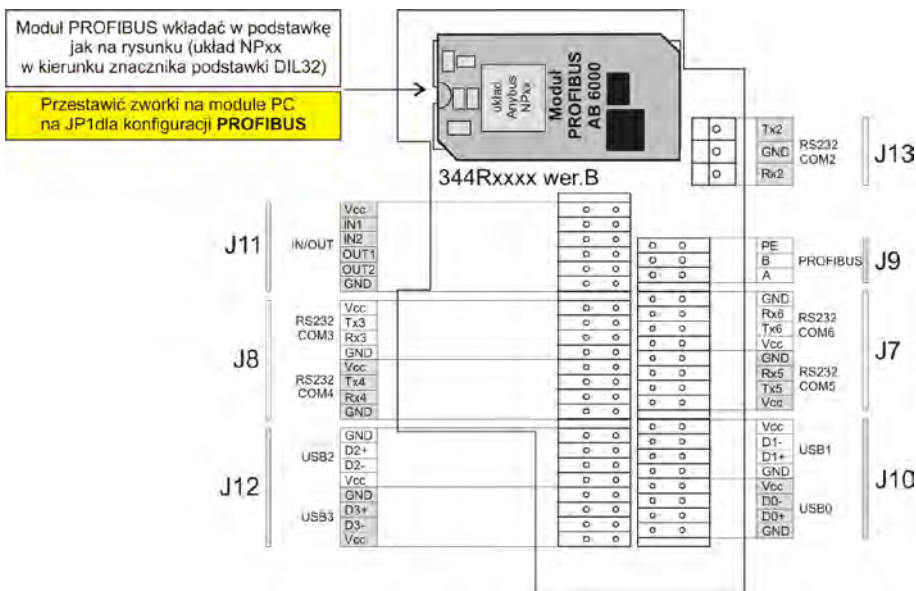 Moduł PROFIBUS wkładać w podstawkę
jak na rysunku (układ NPxx
w kierunku znacznika podstawki DIL32)
Przestawić zworki na module PC
na JP1dla konfiguracji PROFIBUS
układ
Anybus
NPxx
Moduł
PROFIBUS
AB 6000
344Rxxxx wer.B
Tx2
GND
Rx2
RS232
COM2
J13
J11
IN/OUT
Vcc
IN1
IN2
OUT1
OUT2
GND
PE
B
A
PROFIBUS
J9
J8
RS232
COM3
Vcc
Tx3
Rx3
GND
RS232
COM4
Vcc
Tx4
Rx4
GND
GND
Rx6
Tx6
Vcc
RS232
COM6
GND
Rx5
Tx5
Vcc
RS232
COM5
J7
J12
USB2
GND
D2+
D2-
Vcc
USB3
GND
D3+
D3-
Vcc
Vcc
D1-
D1+
GND
USB1
Vcc
D0-
D0+
GND
USB0
J10